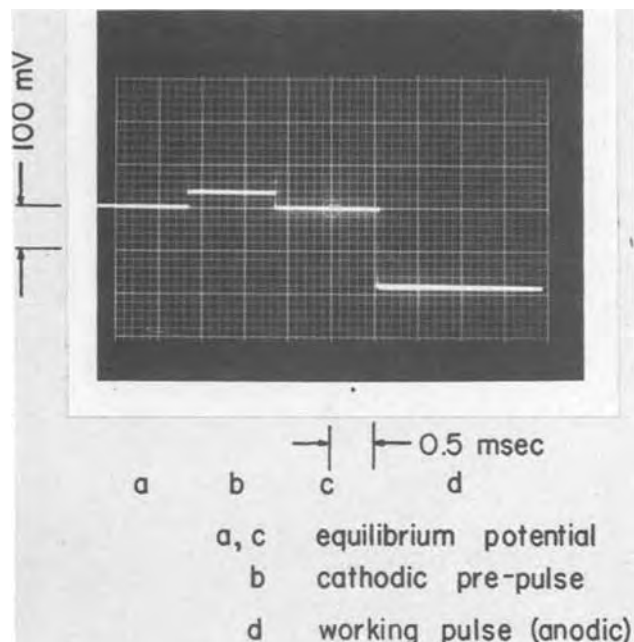 100 mV
0.5 msec
a b c d
a, c equilibrium potential
b cathodic pre-pulse
d working pulse (anodic)